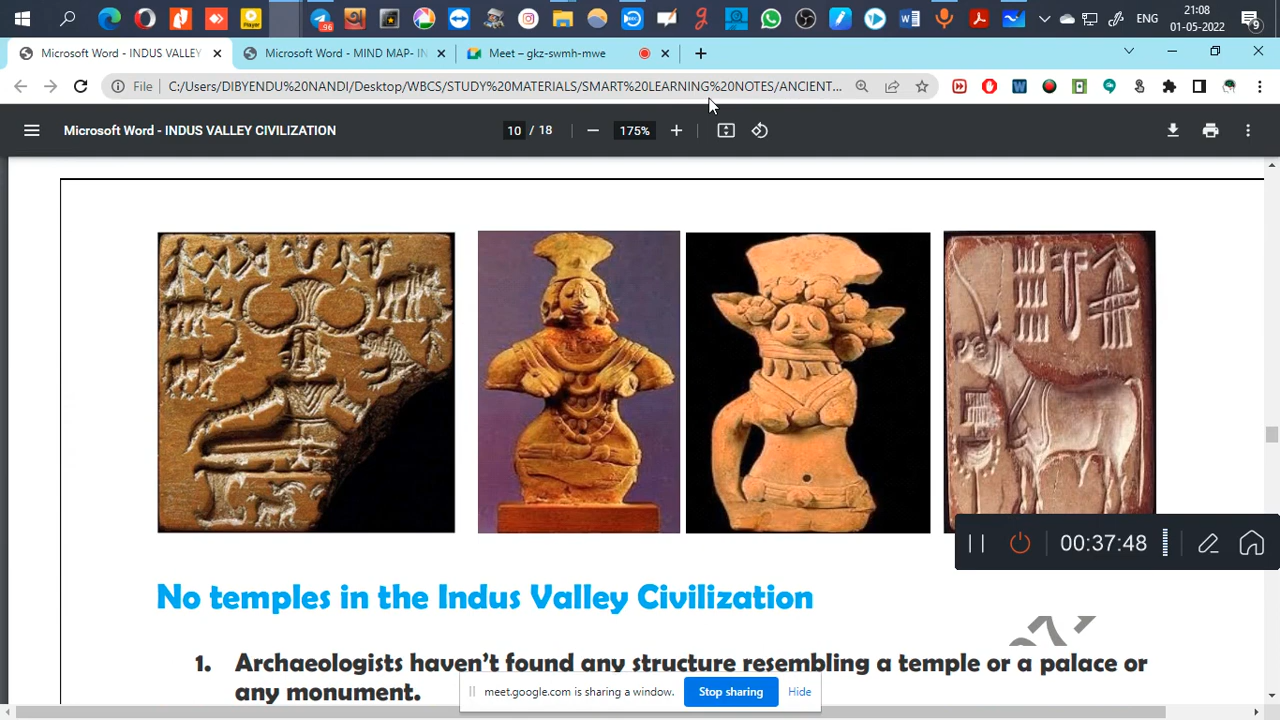 21:08
ENG
01-05-2022
9
96
Microsoft Word - INDUS VALLEY
Microsoft Word - MIND MAP- IN
Meet – gkz-swmh-mwe
File
C:/Users/DIBYENDU%20NANDI/Desktop/WBCS/STUDY%20MATERIALS/SMART%20LEARNING%20NOTES/ANCIENT...
Microsoft Word - INDUS VALLEY CIVILIZATION
10 / 18
175%
00:37:48
No temples in the Indus Valley Civilization
1. Archaeologists haven't found any structure resembling a temple or a palace or
any monument.
meet.google.com is sharing a window.
Stop sharing
Hide